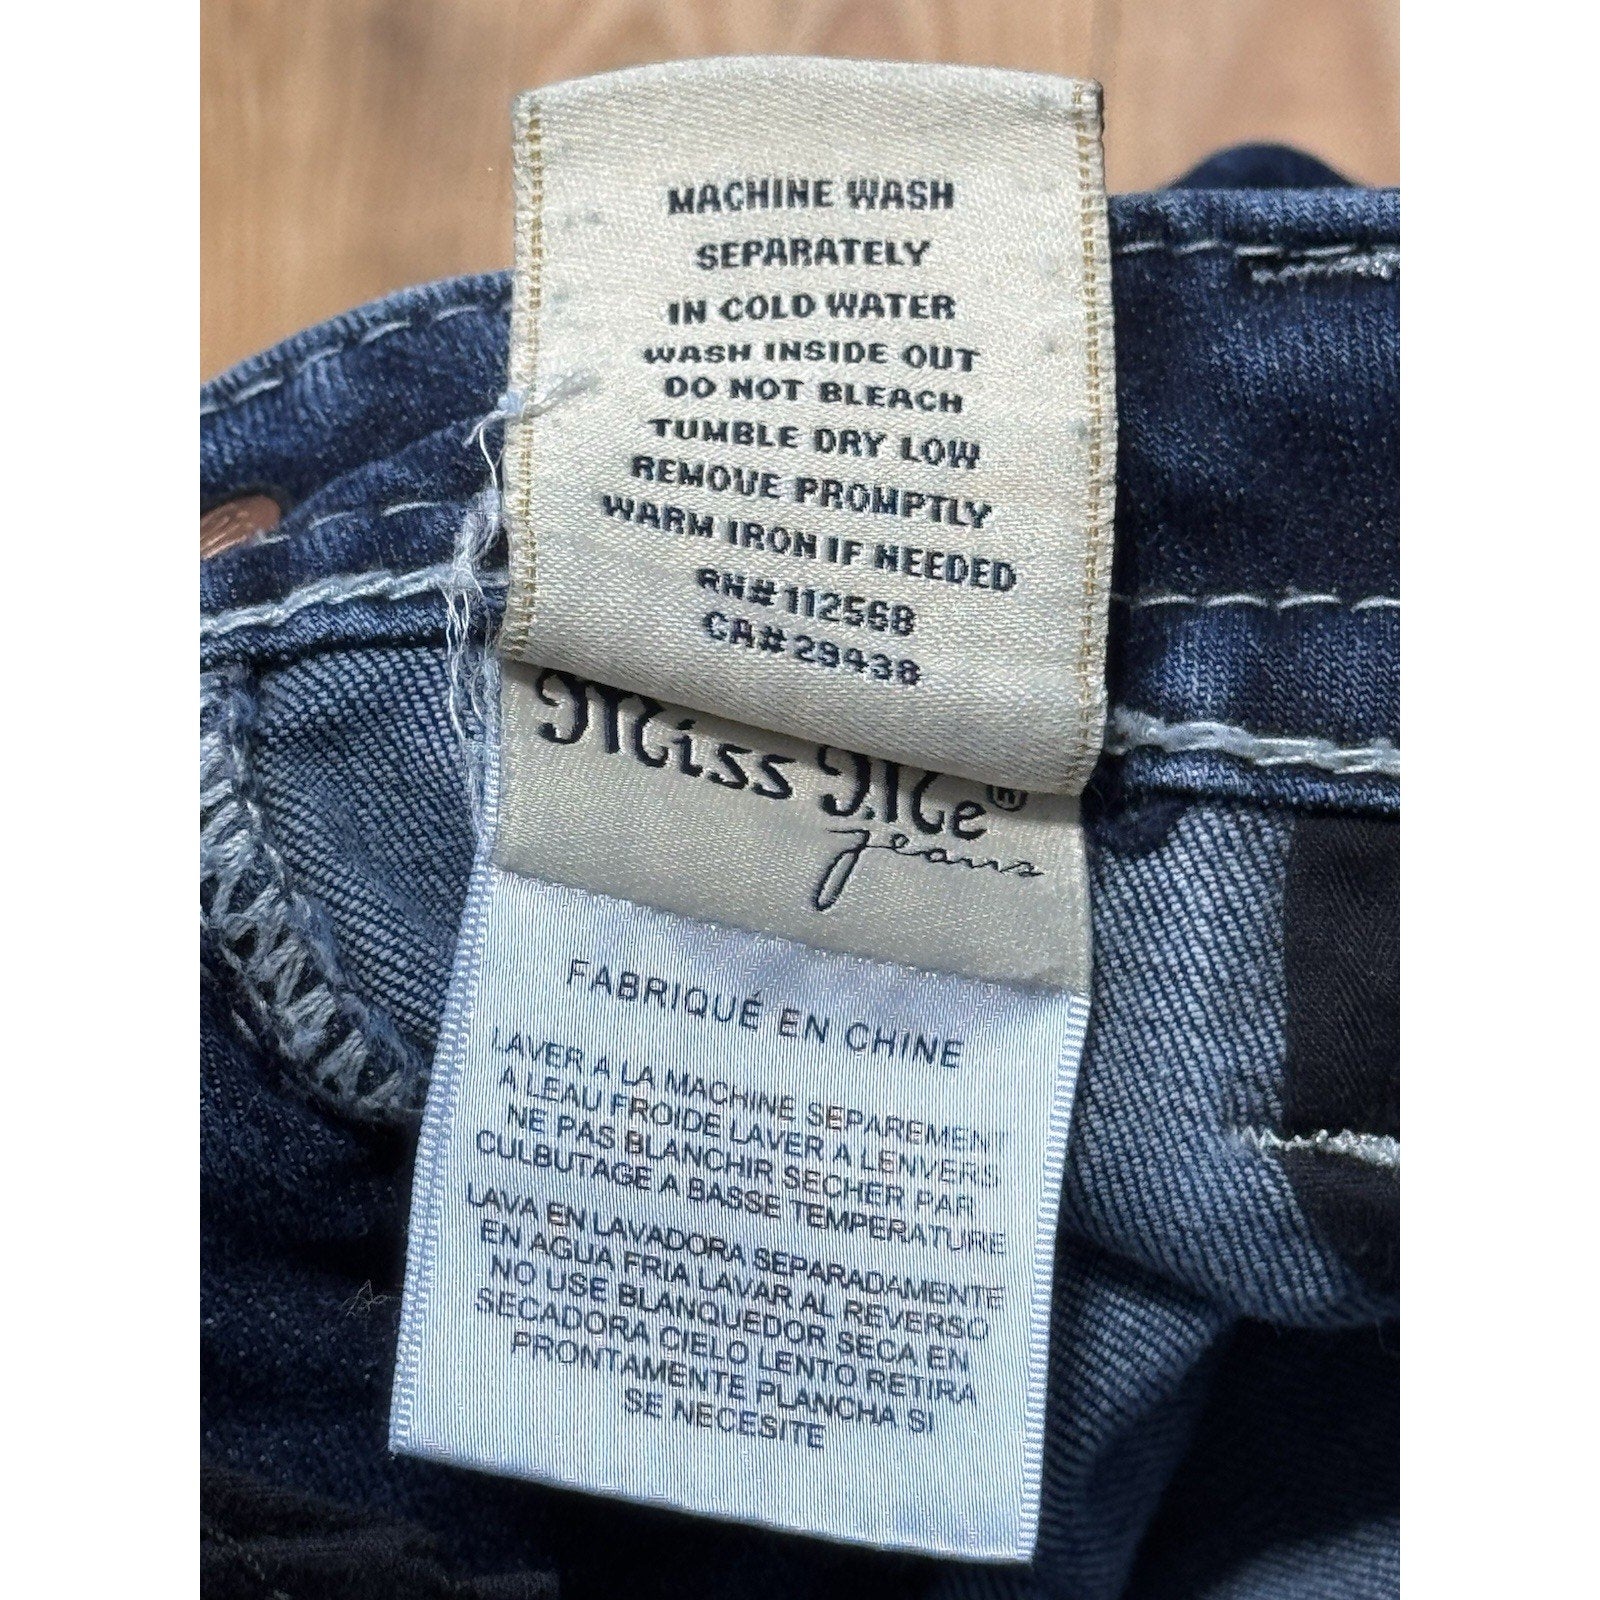 MACHINE WASH
SEPARATELY
IN COLD WATER
WASH INSIDE OUT
DO NOT BLEACH
TUMBLE DRY LOW
REMOVE PROMPTLY
WARM IRON IF NEEDED
RN# 112568
CA# 29438
Miss Me®
jeans
FABRIQUÉ EN CHINE
LAVER A LA MACHINE SEPAREMENT
A LEAU FROIDE LAVER A LENVERS
NE PAS BLANCHIR SECHER PAR
CULBUTAGE A BASSE TEMPERATURE
LAVA EN LAVADORA SEPARADAMENTE
EN AGUA FRIA LAVAR AL REVERSO
NO USE BLANQUEDOR SECA EN
SECADORA CIELO LENTO RETIRA
PRONTAMENTE PLANCHA SI
SE NECESITE